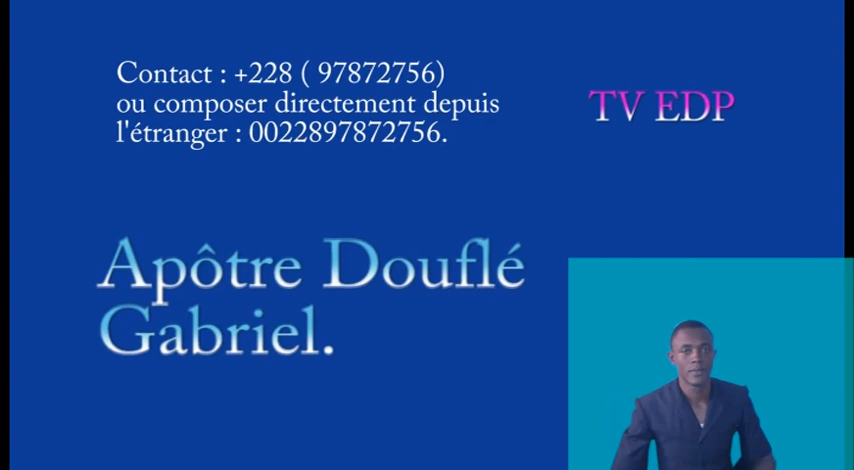 Contact : +228 ( 97872756)
ou composer directement depuis
l'étranger : 0022897872756.
TV EDP
Apôtre Douflé
Gabriel.